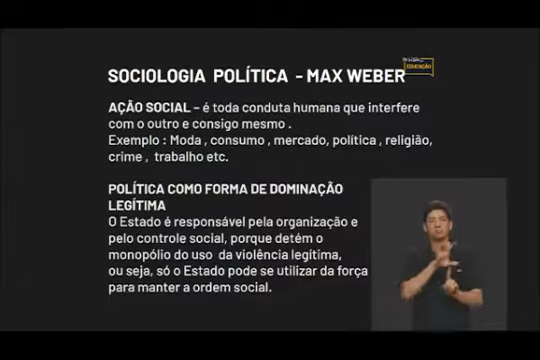 SOCIOLOGIA POLÍTICA - MAX WEBER
EDUCAÇÃO
AÇÃO SOCIAL – é toda conduta humana que interfere
com o outro e consigo mesmo .
Exemplo : Moda , consumo , mercado, política , religião,
crime , trabalho etc.
POLÍTICA COMO FORMA DE DOMINAÇÃO
LEGÍTIMA
O Estado é responsável pela organização e
pelo controle social, porque detém o
monopólio do uso da violência legítima,
ou seja, só o Estado pode se utilizar da força
para manter a ordem social.